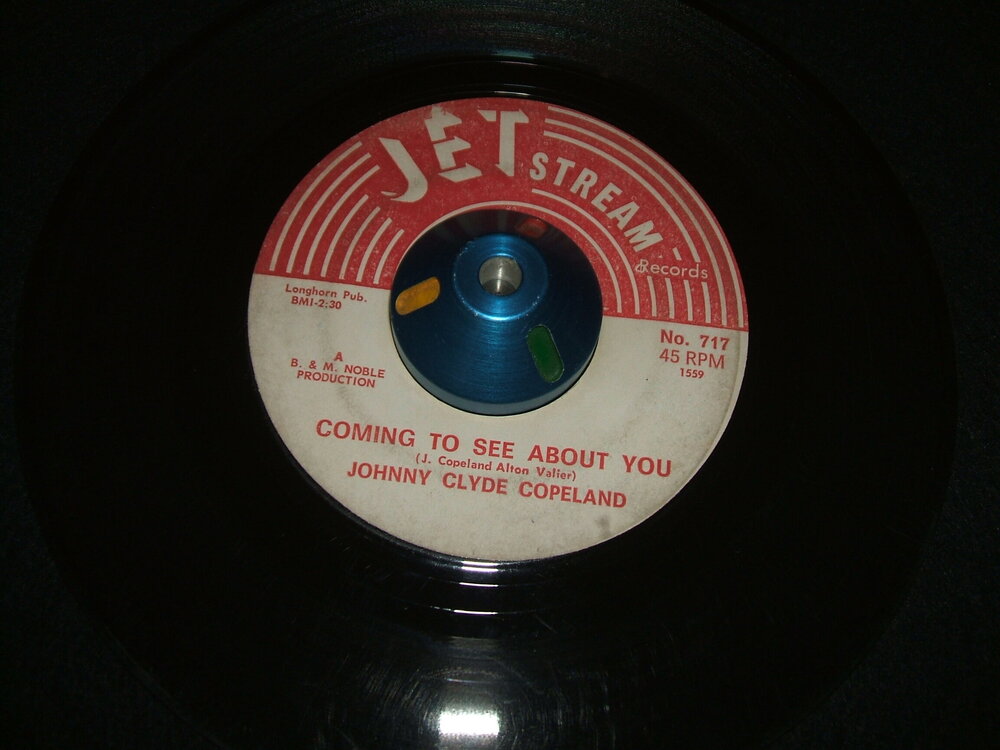 JET
STREAM
Records
Longhorn Pub.
BMI-2:30
A
B. & M. NOBLE
PRODUCTION
No. 717
45 RPM
1559
COMING TO SEE ABOUT YOU
(J. Copeland Alton Valier)
JOHNNY CLYDE COPELAND